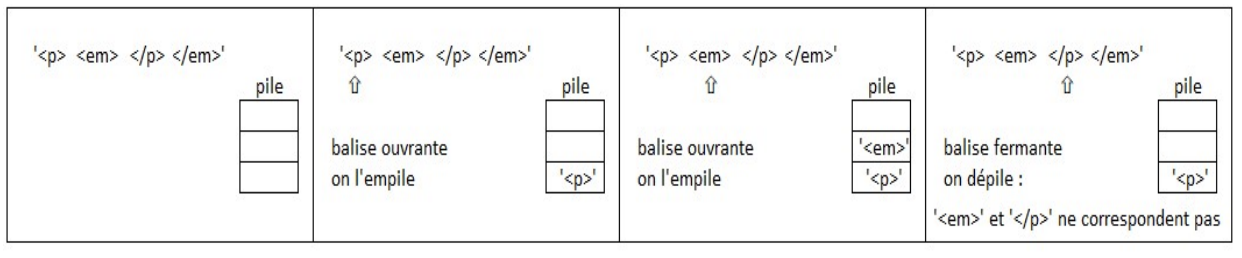 '<p> <em> </p> </em>'
pile
'<p> <em> </p> </em>'
⇧
pile
balise ouvrante
on l'empile
'<p>'
'<p> <em> </p> </em>'
⇧
pile
balise ouvrante
'<em>'
on l'empile
'<p>'
'<p> <em> </p> </em>'
⇧
pile
balise fermante
on dépile :
'<p>'
'<em>' et '</p>' ne correspondent pas